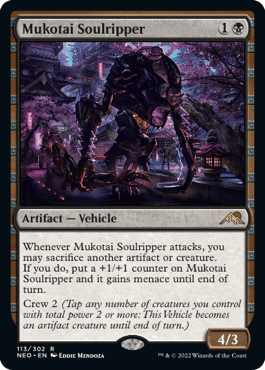 Mukotai Soulripper 1
Artifact — Vehicle
Whenever Mukotai Soulripper attacks, you
may sacrifice another artifact or creature.
If you do, put a +1/+1 counter on Mukotai
Soulripper and it gains menace until end of
turn.
Crew 2 (Tap any number of creatures you
control with total power 2 or more: This Vehicle
becomes an artifact creature until end of turn.)
4/3
113/302 R
NEO • EN Eddie Mendoza
™ & © 2022 Wizards of the Coast